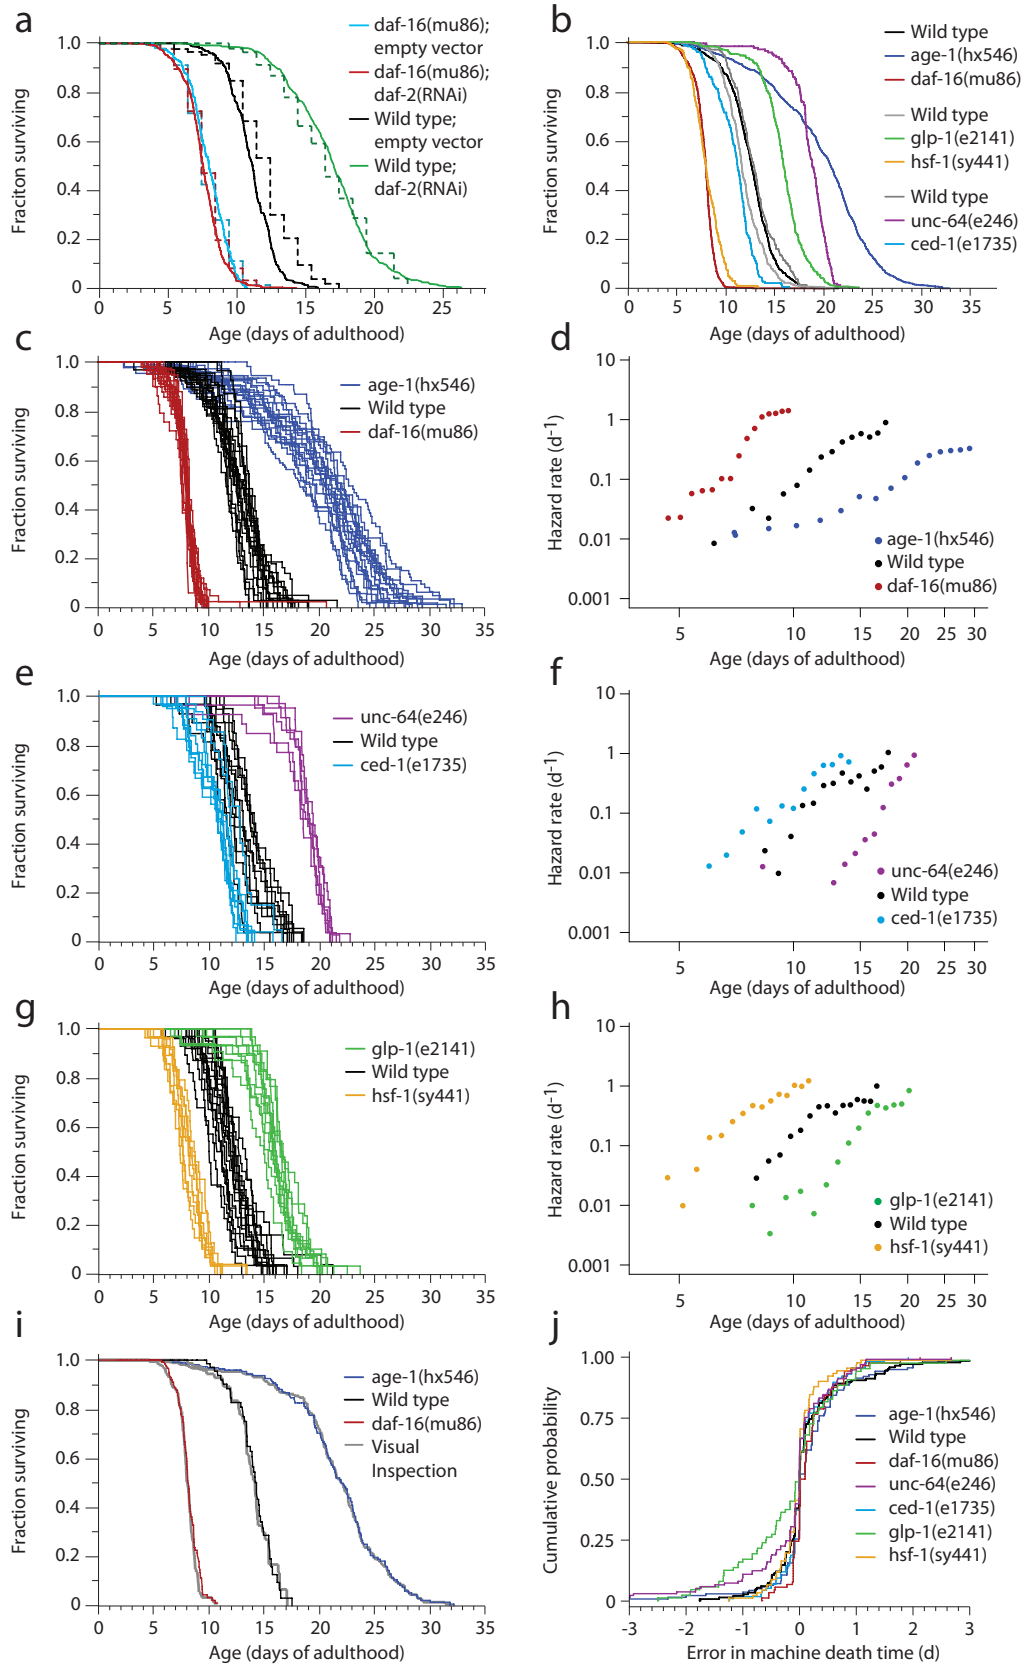 a
daf-16(mu86);
empty vector
daf-16(mu86);
daf-2(RNAi)
Wild type;
empty vector
Wild type;
daf-2(RNAi)
Fraciton surviving
1.0
0.8
0.6
0.4
0.2
0
0 5 10 15 20 25
Age (days of adulthood)
b
Wild type
age-1(hx546)
daf-16(mu86)
Wild type
glp-1(e2141)
hsf-1(sy441)
Wild type
unc-64(e246)
ced-1(e1735)
Fraction surviving
1.0
0.8
0.6
0.4
0.2
0
0 5 10 15 20 25 30 35
Age (days of adulthood)
c
age-1(hx546)
Wild type
daf-16(mu86)
Fraction surviving
1.0
0.8
0.6
0.4
0.2
0
0 5 10 15 20 25 30 35
Age (days of adulthood)
d
Hazard rate (d⁻¹)
10
1
0.1
0.01
0.001
age-1(hx546)
Wild type
daf-16(mu86)
5 10 15 20 25 30
Age (days of adulthood)
e
unc-64(e246)
Wild type
ced-1(e1735)
Fraction surviving
1.0
0.8
0.6
0.4
0.2
0
0 5 10 15 20 25 30 35
Age (days of adulthood)
f
Hazard rate (d⁻¹)
10
1
0.1
0.01
0.001
unc-64(e246)
Wild type
ced-1(e1735)
5 10 15 20 25 30
Age (days of adulthood)
g
glp-1(e2141)
Wild type
hsf-1(sy441)
Fraction surviving
1.0
0.8
0.6
0.4
0.2
0
0 5 10 15 20 25 30 35
Age (days of adulthood)
h
Hazard rate (d⁻¹)
10
1
0.1
0.01
0.001
glp-1(e2141)
Wild type
hsf-1(sy441)
5 10 15 20 25 30
Age (days of adulthood)
i
age-1(hx546)
Wild type
daf-16(mu86)
Visual
Inspection
Fraction surviving
1.0
0.8
0.6
0.4
0.2
0
0 5 10 15 20 25 30 35
Age (days of adulthood)
j
Cumulative probability
1.00
0.75
0.50
0.25
0
age-1(hx546)
Wild type
daf-16(mu86)
unc-64(e246)
ced-1(e1735)
glp-1(e2141)
hsf-1(sy441)
-3 -2 -1 0 1 2 3
Error in machine death time (d)